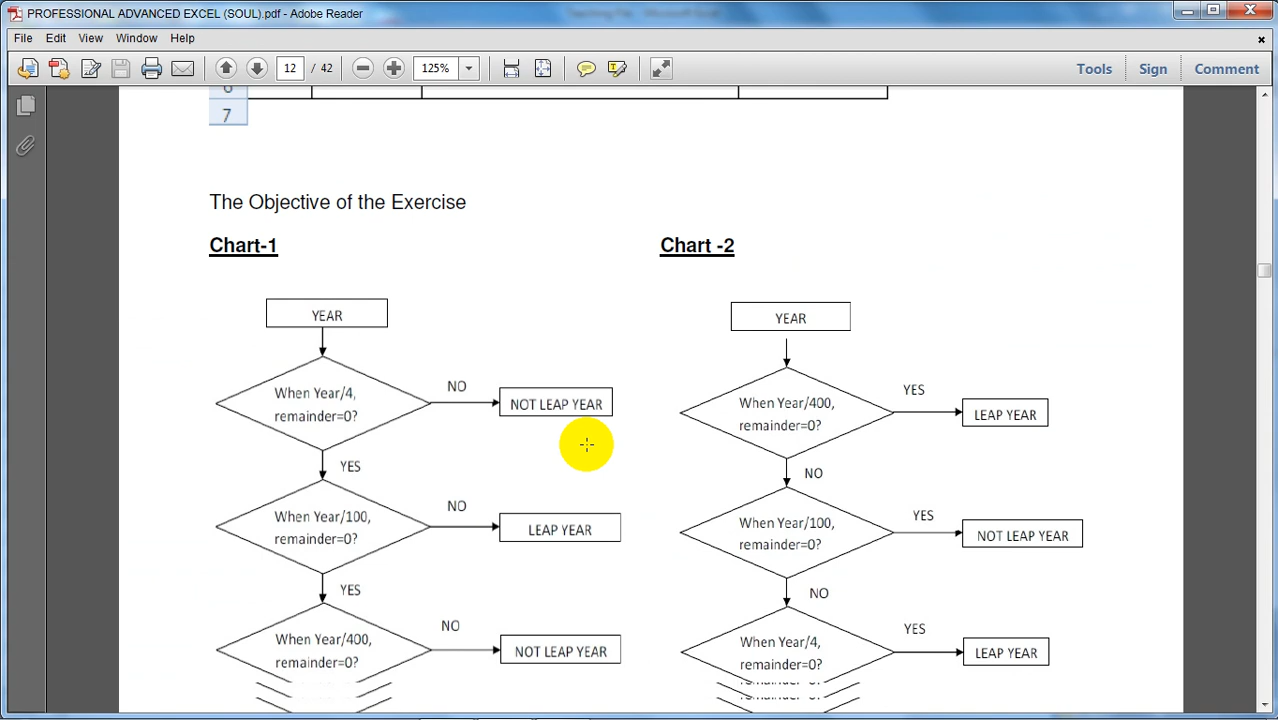 PROFESSIONAL ADVANCED EXCEL (SOUL).pdf - Adobe Reader
File Edit View Window Help
12 / 42 125% Tools Sign Comment
7
The Objective of the Exercise
Chart-1
YEAR
When Year/4,
remainder=0?
NO
NOT LEAP YEAR
YES
When Year/100,
remainder=0?
NO
LEAP YEAR
YES
When Year/400,
remainder=0?
NO
NOT LEAP YEAR
Chart -2
YEAR
When Year/400,
remainder=0?
YES
LEAP YEAR
NO
When Year/100,
remainder=0?
YES
NOT LEAP YEAR
NO
When Year/4,
remainder=0?
YES
LEAP YEAR